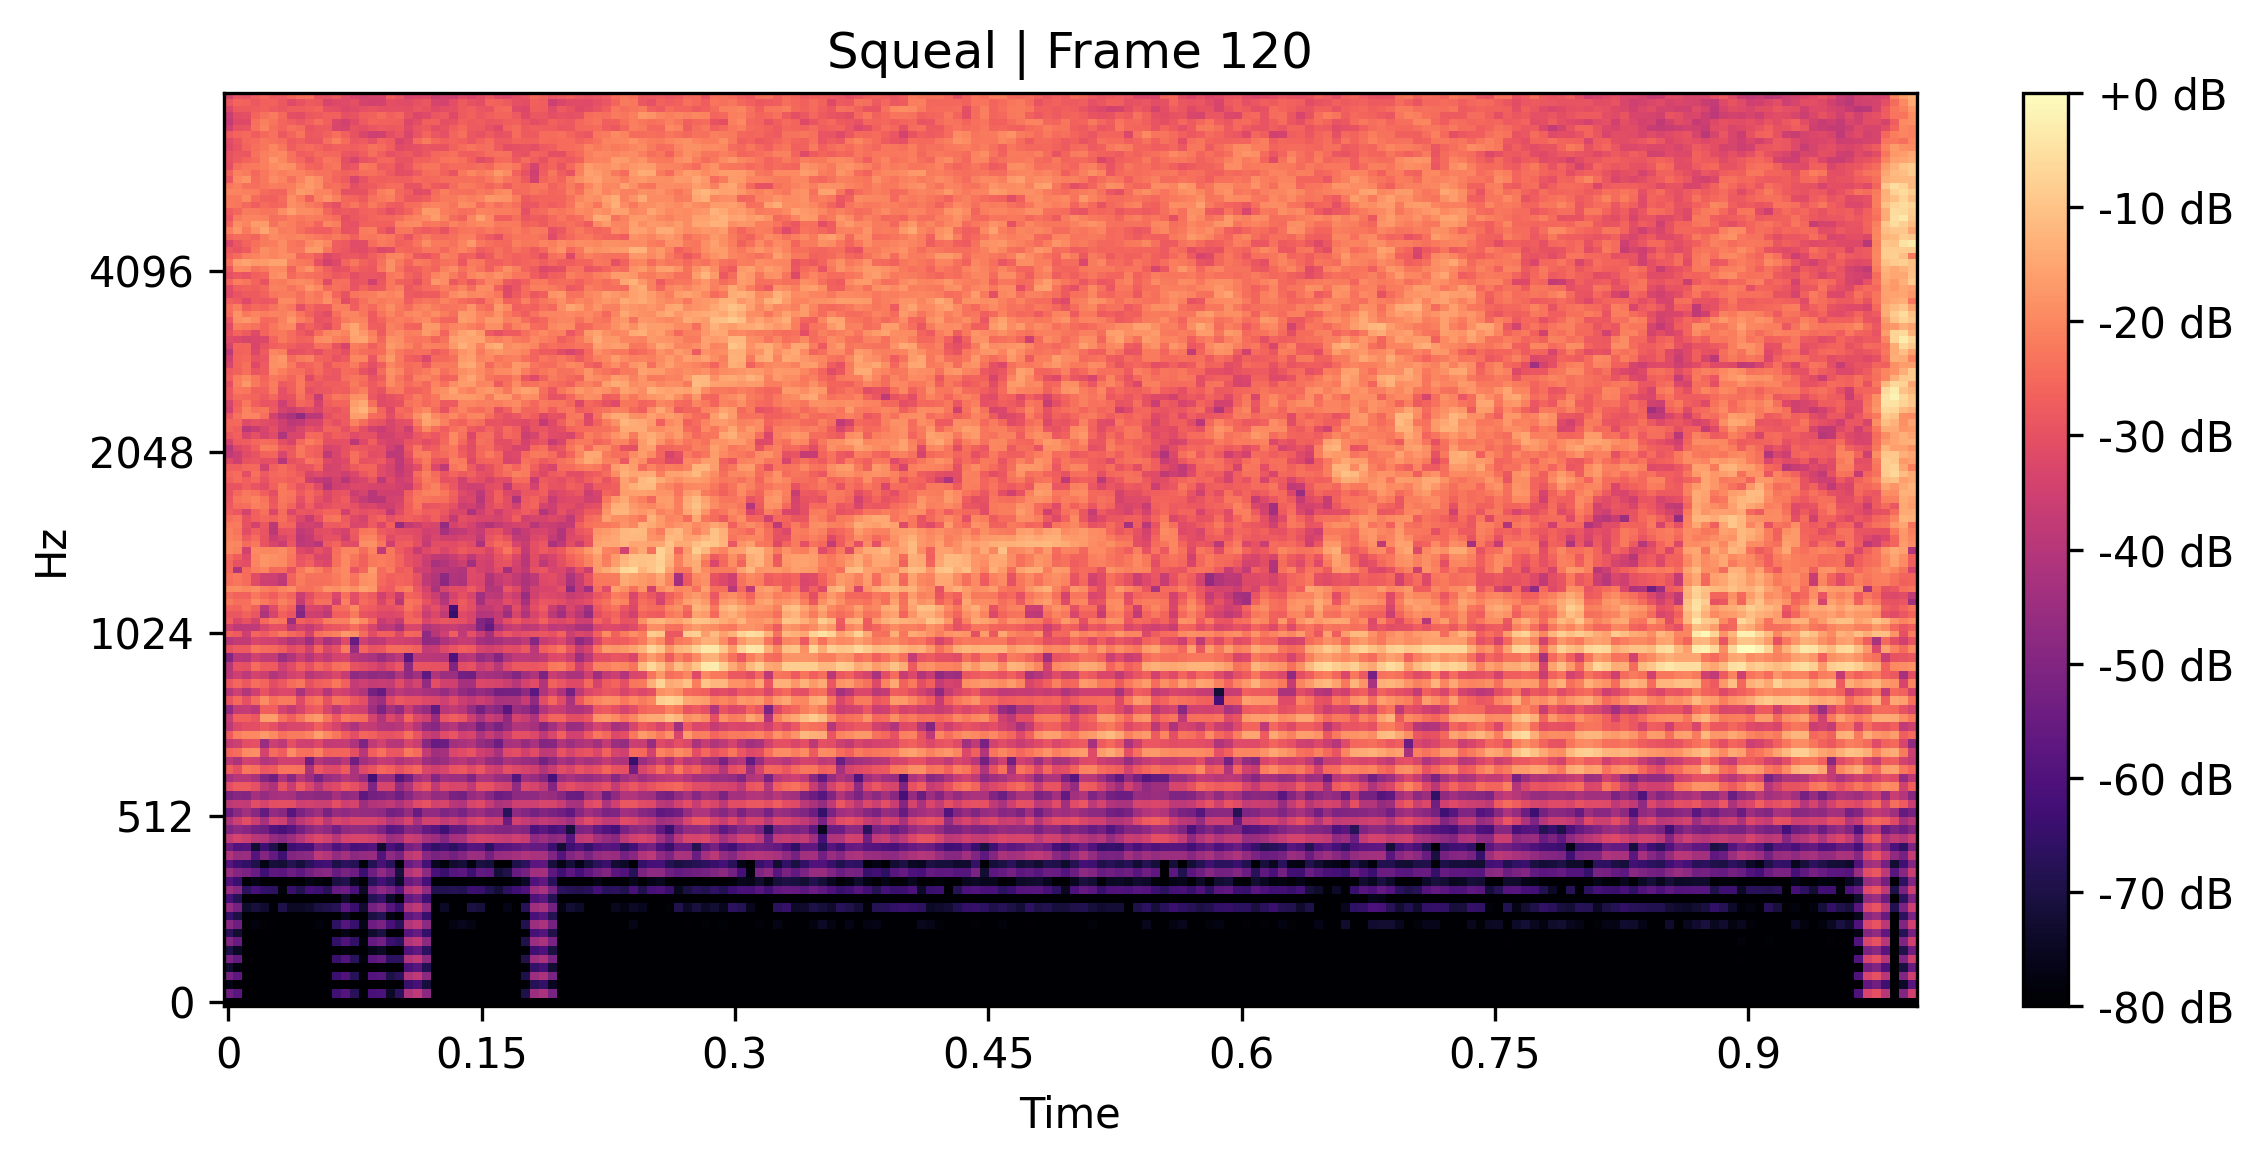 Squeal | Frame 120
+0 dB
-10 dB
-20 dB
-30 dB
-40 dB
-50 dB
-60 dB
-70 dB
-80 dB
Hz
4096
2048
1024
512
0
0 0.15 0.3 0.45 0.6 0.75 0.9
Time